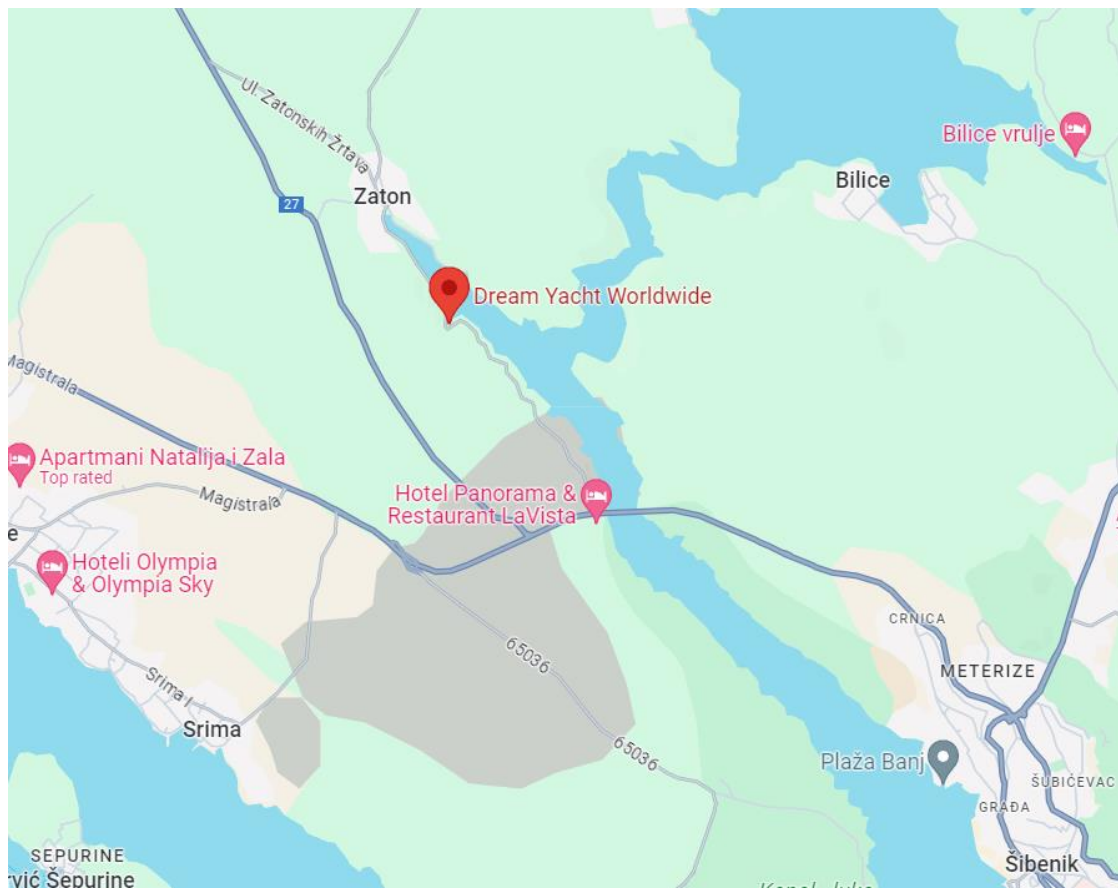 Ul. Zatonskih Žrtava
Bilice vrulje
Bilice
Zaton
27
Dream Yacht Worldwide
Magistrala
Apartmani Natalija i Zala
Top rated
Magistrala
Hotel Panorama &
Restaurant LaVista
e
Hoteli Olympia
& Olympia Sky
CRNICA
65036
METERIZE
Srima I
Srima
65036
Plaža Banj
ŠUBIĆEVAC
GRAĐA
SEPURINE
rvić Šepurine
Šibenik